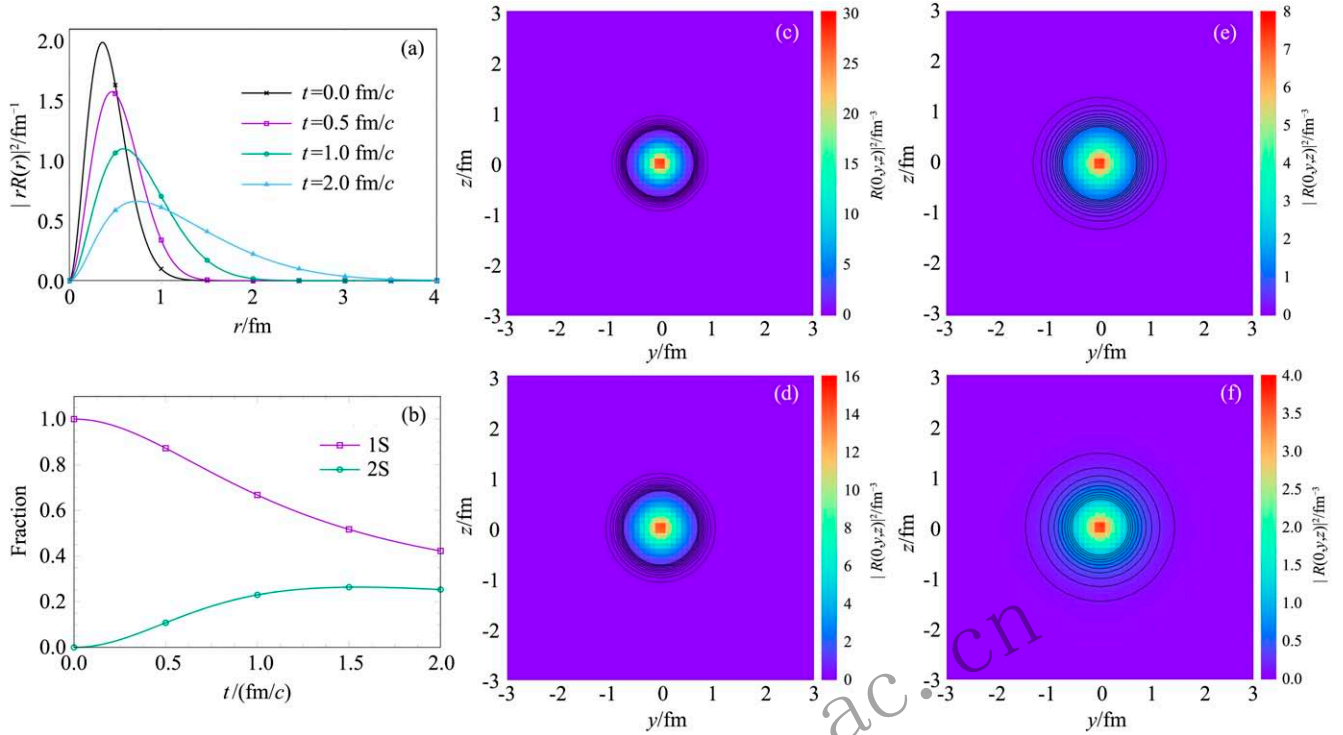 (a)
2.0
1.5
1.0
0.5
0.0
|rR(r)|²/fm⁻¹
t=0.0 fm/c
t=0.5 fm/c
t=1.0 fm/c
t=2.0 fm/c
0 1 2 3 4
r/fm
(c)
3
2
1
0
-1
-2
-3
z/fm
-3 -2 -1 0 1 2 3
y/fm
30
25
20
15
10
5
0
R(0,y,z)|²/fm⁻³
(e)
3
2
1
0
-1
-2
-3
z/fm
-3 -2 -1 0 1 2 3
y/fm
8
7
6
5
4
3
2
1
0
| R(0,y,z)|²/fm⁻³
(b)
1.0
0.8
0.6
0.4
0.2
0.0
Fraction
1S
2S
0.0 0.5 1.0 1.5 2.0
t/(fm/c)
(d)
3
2
1
0
-1
-2
-3
z/fm
-3 -2 -1 0 1 2 3
y/fm
16
14
12
10
8
6
4
2
0
| R(0,y,z)|²/fm⁻³
(f)
3
2
1
0
-1
-2
-3
z/fm
-3 -2 -1 0 1 2 3
y/fm
4.0
3.5
3.0
2.5
2.0
1.5
1.0
0.5
0.0
| R(0,y,z)|²/fm⁻³
ac.cn